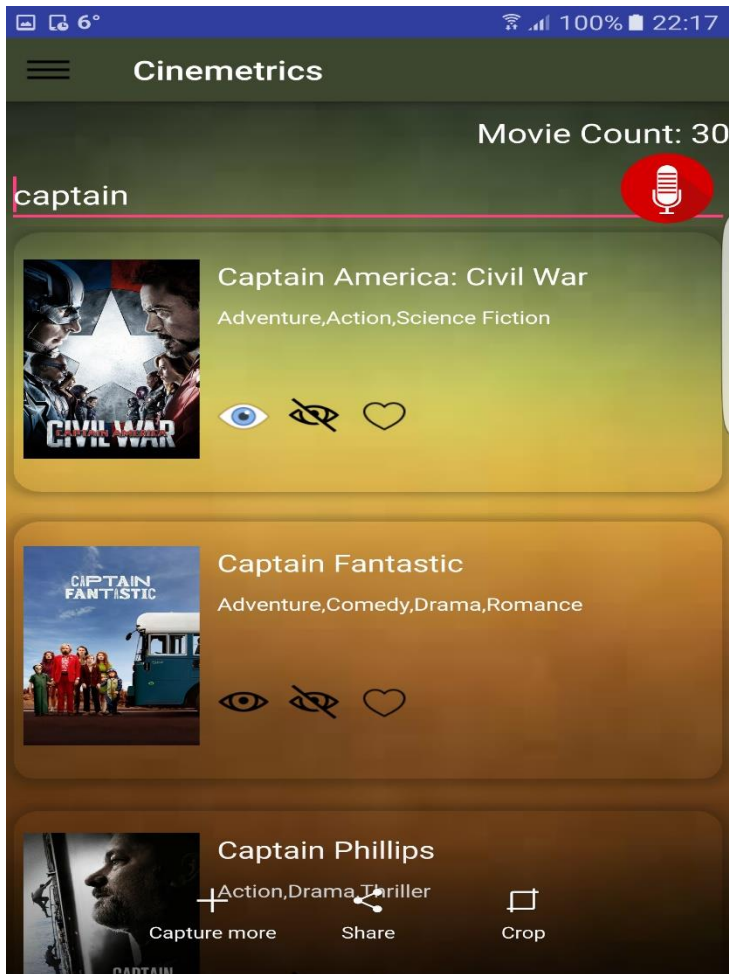 6° 100% 22:17
Cinemetrics
Movie Count: 30
captain
Captain America: Civil War
Adventure,Action,Science Fiction
CIVIL WAR
CAPTAIN AMERICA
Captain Fantastic
CAPTAIN
FANTASTIC
Adventure,Comedy,Drama,Romance
Captain Phillips
Action,Drama,Thriller
Capture more Share Crop
CAPTAIN